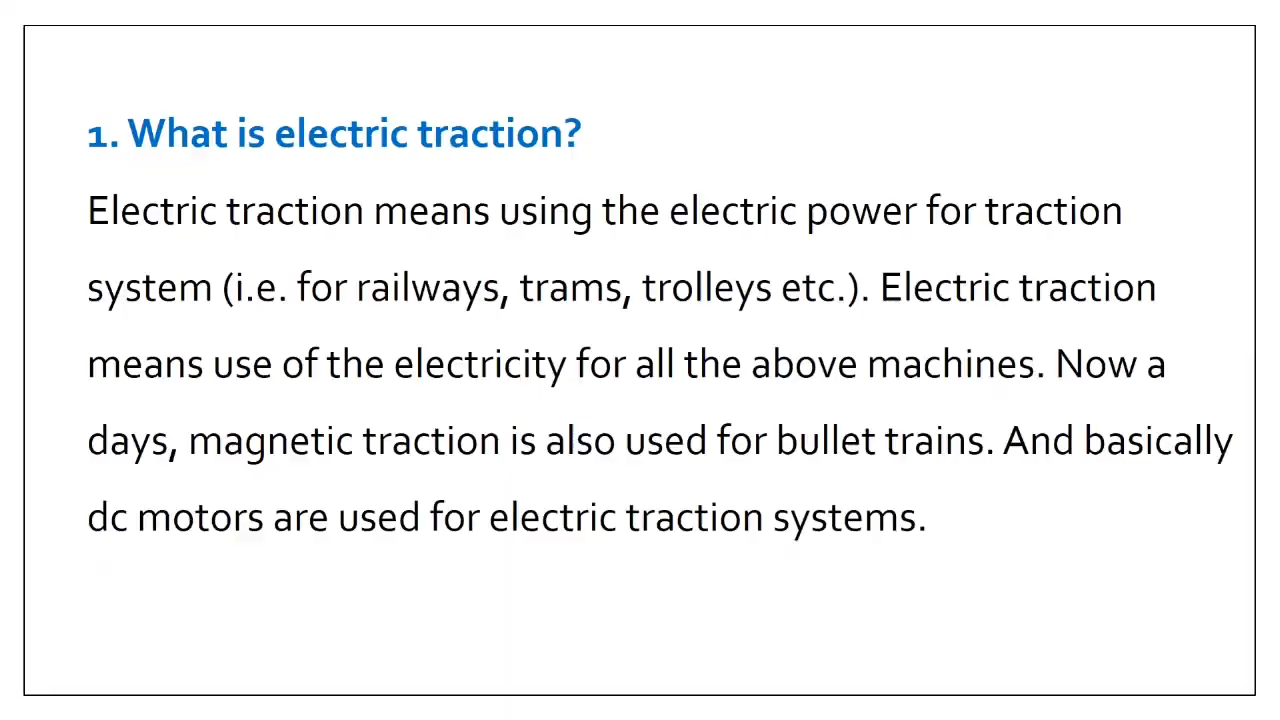 1. What is electric traction?
Electric traction means using the electric power for traction
system (i.e. for railways, trams, trolleys etc.). Electric traction
means use of the electricity for all the above machines. Now a
days, magnetic traction is also used for bullet trains. And basically
dc motors are used for electric traction systems.